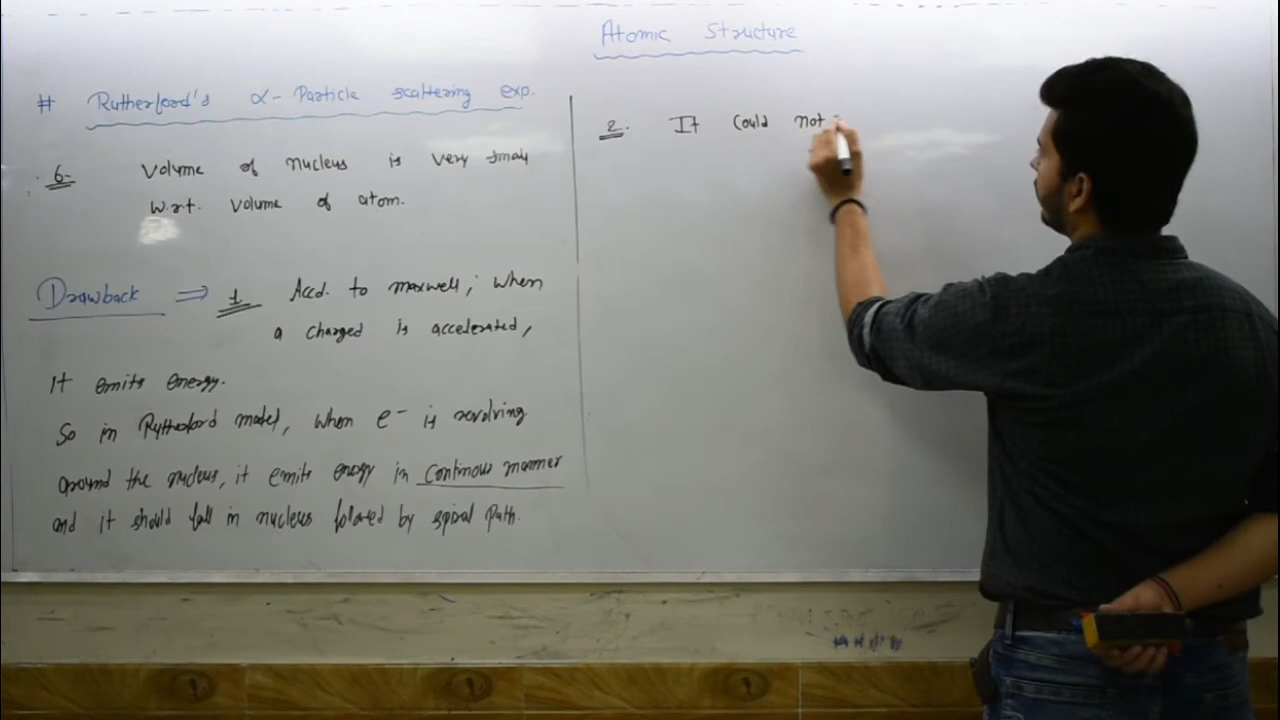 Atomic Structure
# Rutherford's α-Particle scattering exp.
6- Volume of nucleus is very small
w.r.t. volume of atom.
Drawback ⇒ 1 Accd. to maxwell; when
a charged is accelerated,
It emits energy.
So in Rutherford model, when e- is revolving
around the nucleus, it emits energy in continous manner
and it should fall in nucleus followed by spiral path.
2. It could not